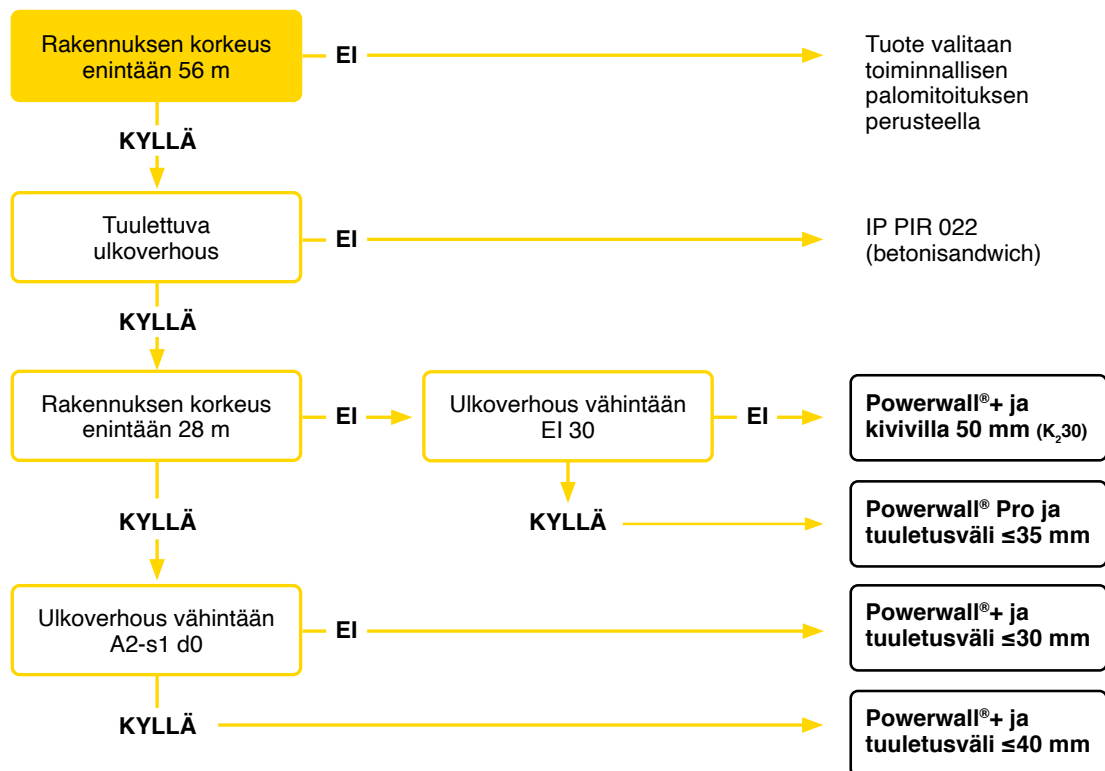 Rakennuksen korkeus
enintään 56 m
EI
Tuote valitaan
toiminnallisen
palomitoituksen
perusteella
KYLLÄ
Tuulettuva
ulkoverhous
EI
IP PIR 022
(betonisandwich)
KYLLÄ
Rakennuksen korkeus
enintään 28 m
EI
Ulkoverhous vähintään
EI 30
EI
Powerwall®+ ja
kivivilla 50 mm (K₂30)
KYLLÄ
KYLLÄ
Powerwall® Pro ja
tuuletusväli ≤35 mm
Ulkoverhous vähintään
A2-s1 d0
EI
Powerwall®+ ja
tuuletusväli ≤30 mm
KYLLÄ
Powerwall®+ ja
tuuletusväli ≤40 mm